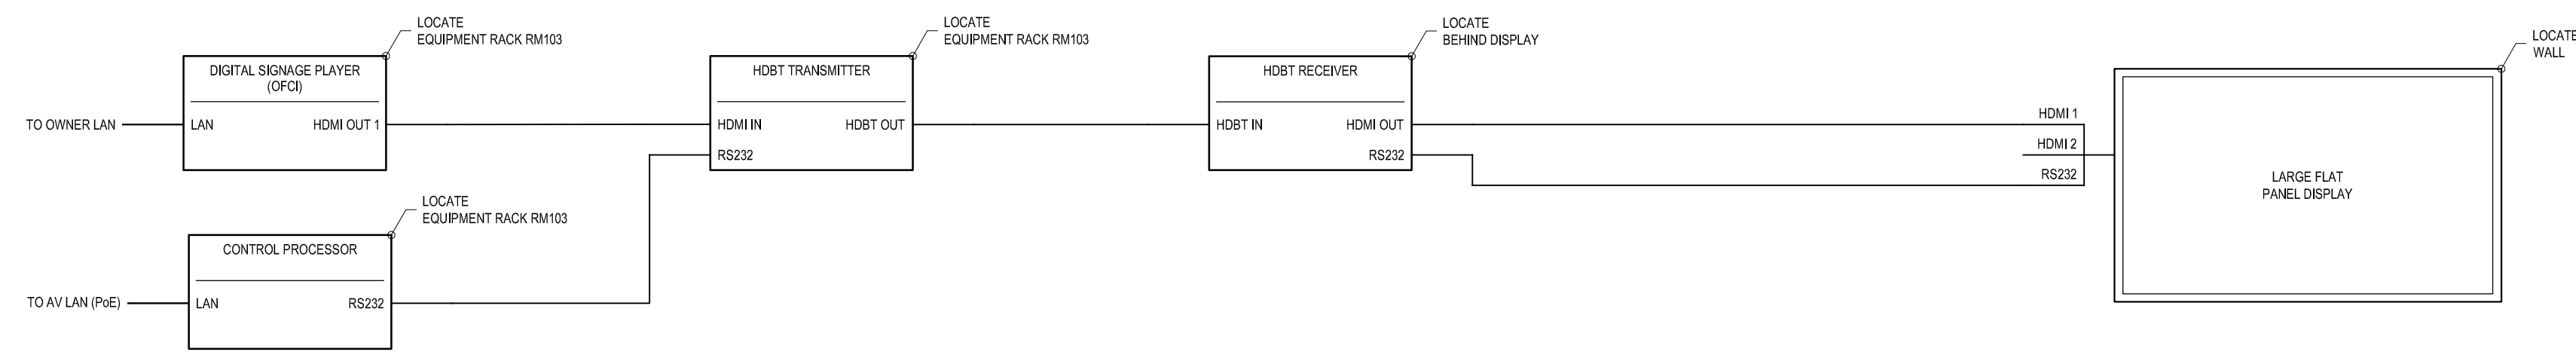 LOCATE
EQUIPMENT RACK RM103
DIGITAL SIGNAGE PLAYER
(OFCI)
TO OWNER LAN
LAN
HDMI OUT 1
LOCATE
EQUIPMENT RACK RM103
HDBT TRANSMITTER
HDMI IN
HDBT OUT
RS232
LOCATE
BEHIND DISPLAY
HDBT RECEIVER
HDBT IN
HDMI OUT
RS232
HDMI 1
HDMI 2
RS232
LOCATE
WALL
LARGE FLAT
PANEL DISPLAY
LOCATE
EQUIPMENT RACK RM103
CONTROL PROCESSOR
TO AV LAN (PoE)
LAN
RS232